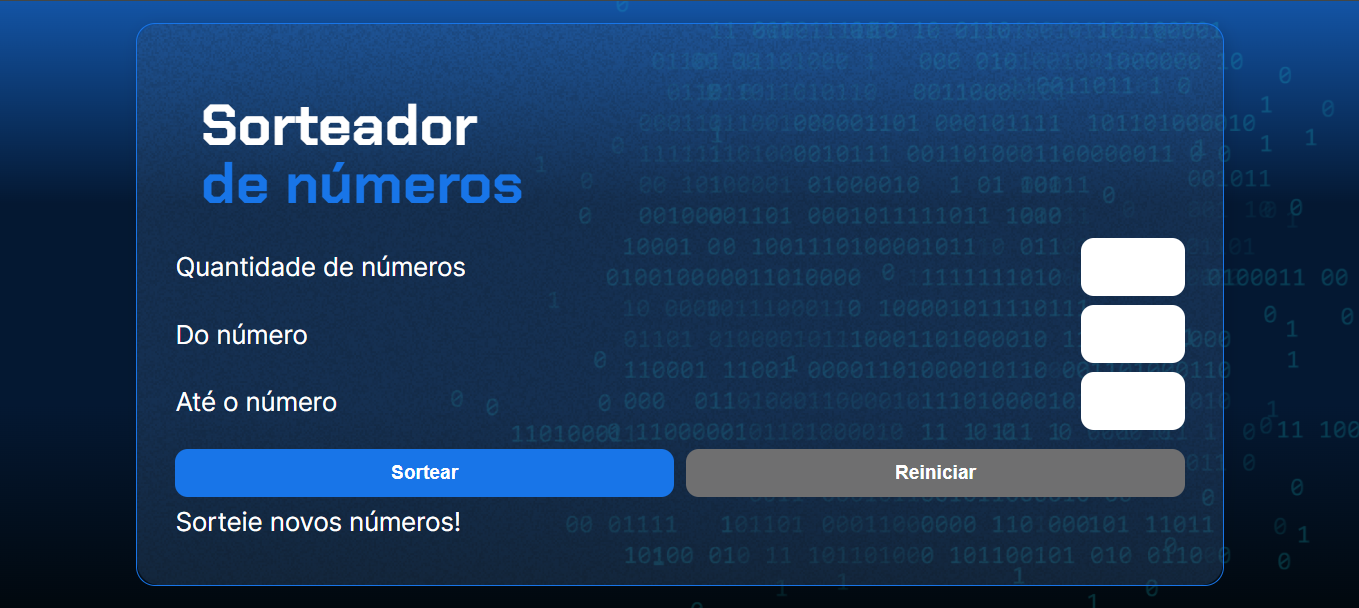 Sorteador
de números
Quantidade de números
Do número
Até o número
Sortear Reiniciar
Sorteie novos números!